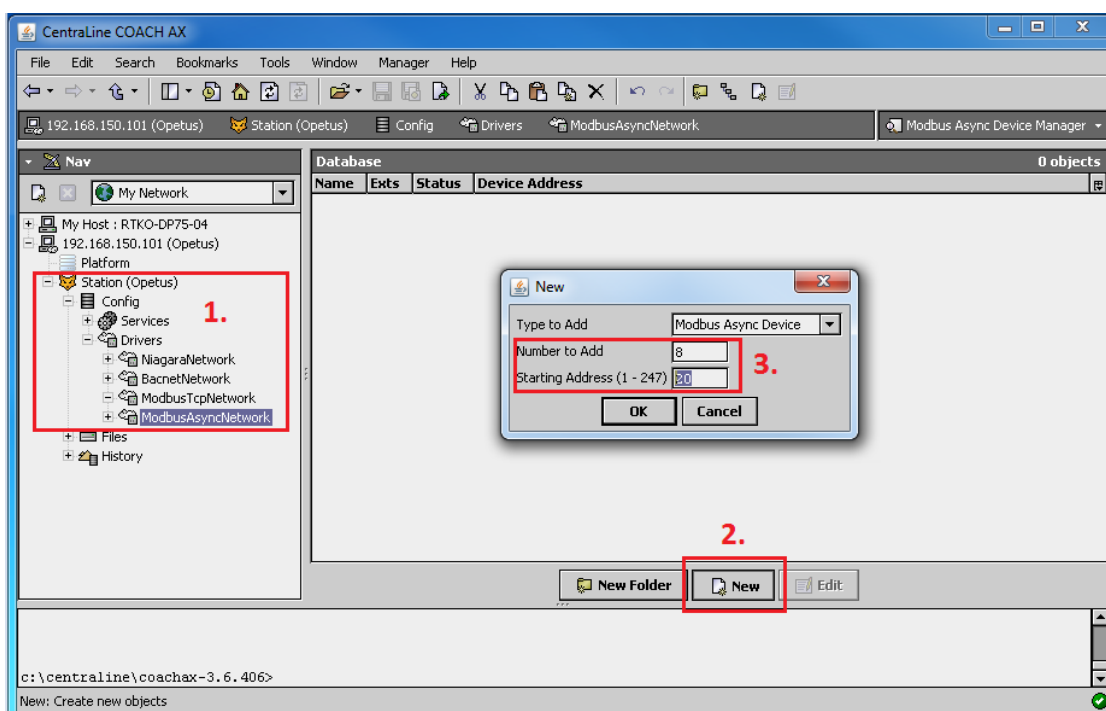 CentraLine COACH AX
File Edit Search Bookmarks Tools Window Manager Help
192.168.150.101 (Opetus) Station (Opetus) Config Drivers ModbusAsyncNetwork Modbus Async Device Manager
Nav
My Network
My Host : RTKO-DP75-04
192.168.150.101 (Opetus)
Platform
Station (Opetus)
Config
Services
Drivers
NiagaraNetwork
BacnetNetwork
ModbusTcpNetwork
ModbusAsyncNetwork
Files
History
1.
Database 0 objects
Name Exts Status Device Address
New
Type to Add Modbus Async Device
Number to Add 8
Starting Address (1 - 247) 20
OK Cancel
3.
2.
New Folder New Edit
c:\centraline\coachax-3.6.406>
New: Create new objects